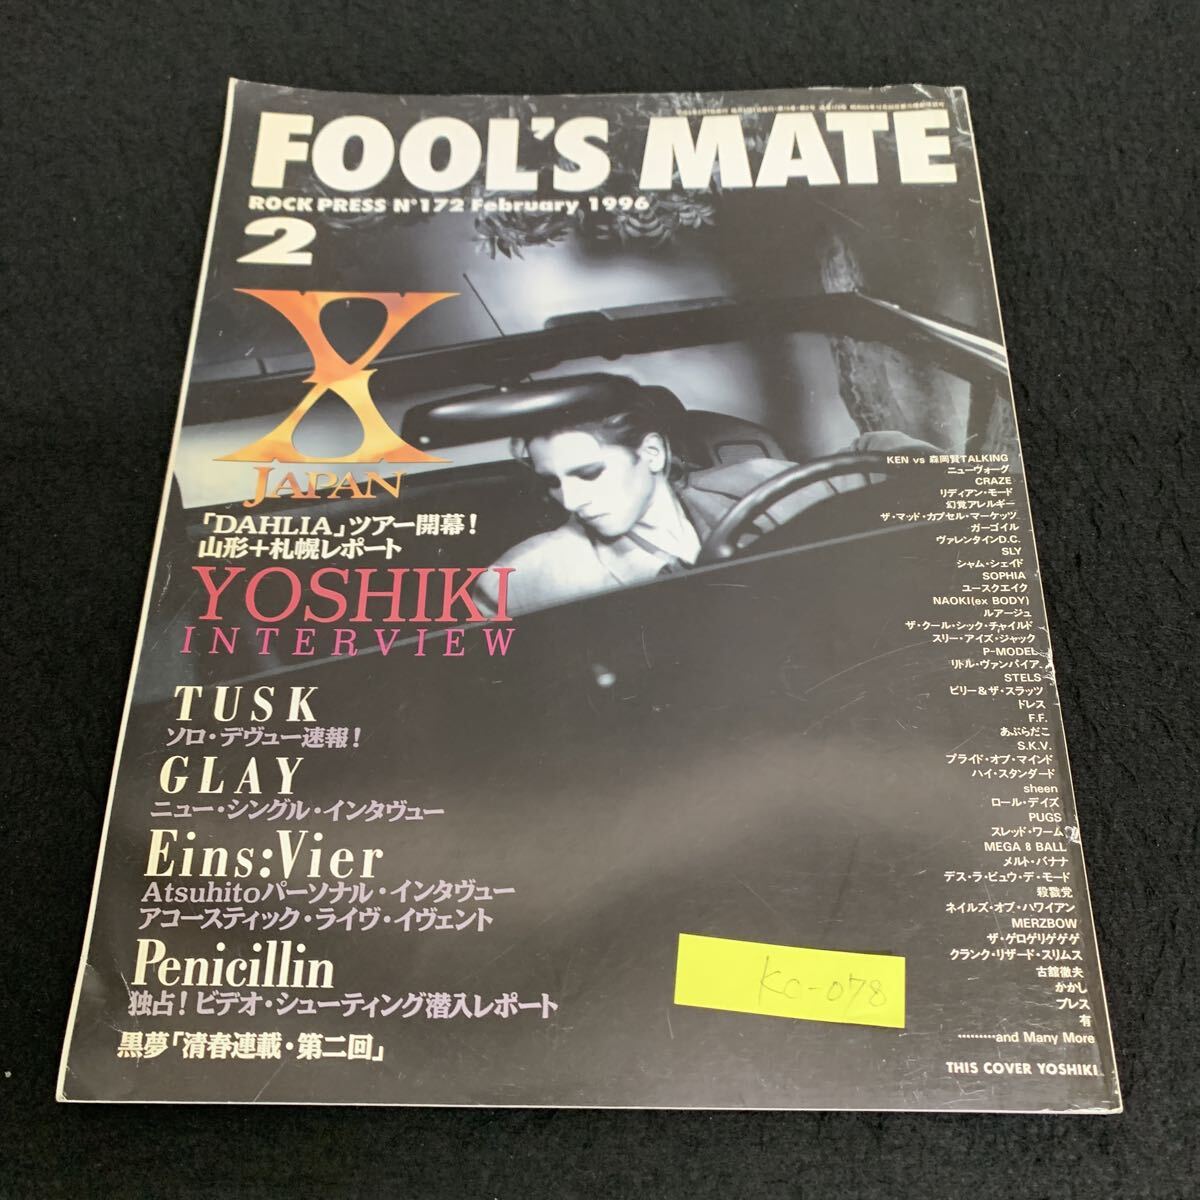 FOOL'S MATE
ROCK PRESS N°172 February 1996
2
X
JAPAN
「DAHLIA」ツアー開幕!
山形+札幌レポート
YOSHIKI
INTERVIEW
TUSK
ソロ・デヴュー速報!
GLAY
ニュー・シングル・インタヴュー
Eins:Vier
Atsuhitoパーソナル・インタヴュー
アコースティック・ライヴ・イヴェント
Penicillin
独占!ビデオ・シューティング潜入レポート
黒夢「清春連載・第二回」
KEN vs 森岡賢TALKING
ニューヴォーグ
CRAZE
リディアン・モード
幻覚アレルギー
ザ・マッド・カプセル・マーケッツ
ガーゴイル
ヴァレンタインD.C.
SLY
シャム・シェイド
SOPHIA
ユースクエイク
NAOKI(ex BODY)
ルアージュ
ザ・クール・シック・チャイルド
スリー・アイズ・ジャック
P-MODEL
リトル・ヴァンパイア
STELS
ビリー&ザ・スラッツ
ドレス
F.F.
あぶらだこ
S.K.V.
プライド・オブ・マインド
ハイ・スタンダード
sheen
ロール・デイズ
PUGS
スレッド・ワーム
MEGA 8 BALL
メルト・バナナ
デス・ラ・ビュウ・デ・モード
殺戮党
ネイルズ・オブ・ハワイアン
MERZBOW
ザ・ゲロゲリゲゲゲ
クランク・リザード・スリムス
古舘徹夫
かかし
ブレス
有
………and Many More
THIS COVER YOSHIKI
KC-078